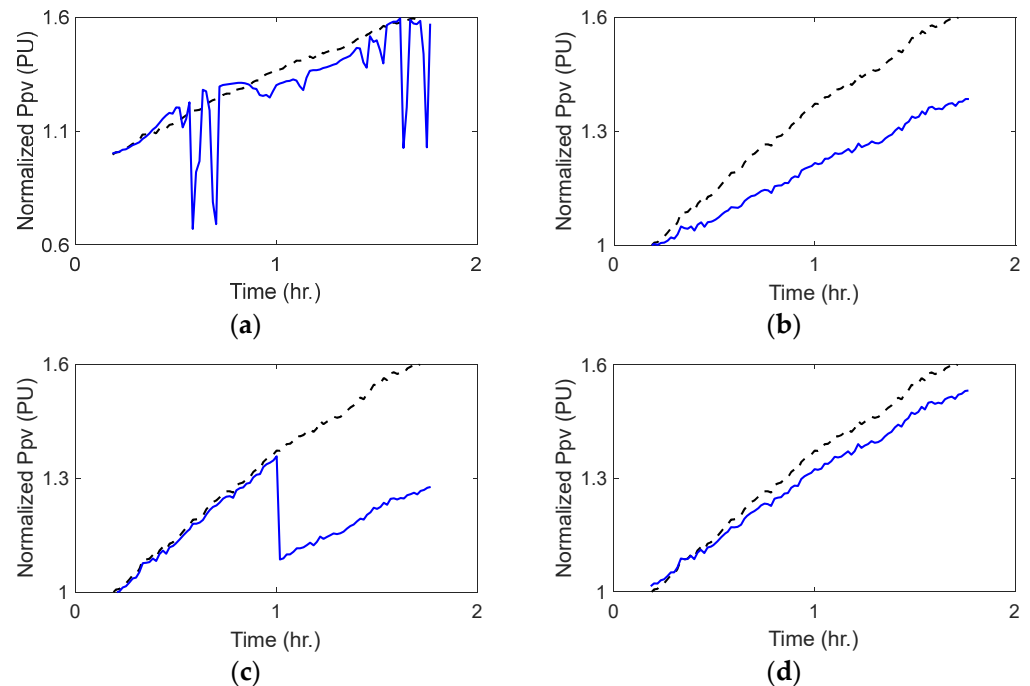 1.6
1.1
0.6
0
1
2
Normalized Ppv (PU)
Time (hr.)
(a)
1.6
1.3
1
0
1
2
Normalized Ppv (PU)
Time (hr.)
(b)
1.6
1.3
1
0
1
2
Normalized Ppv (PU)
Time (hr.)
(c)
1.6
1.3
1
0
1
2
Normalized Ppv (PU)
Time (hr.)
(d)